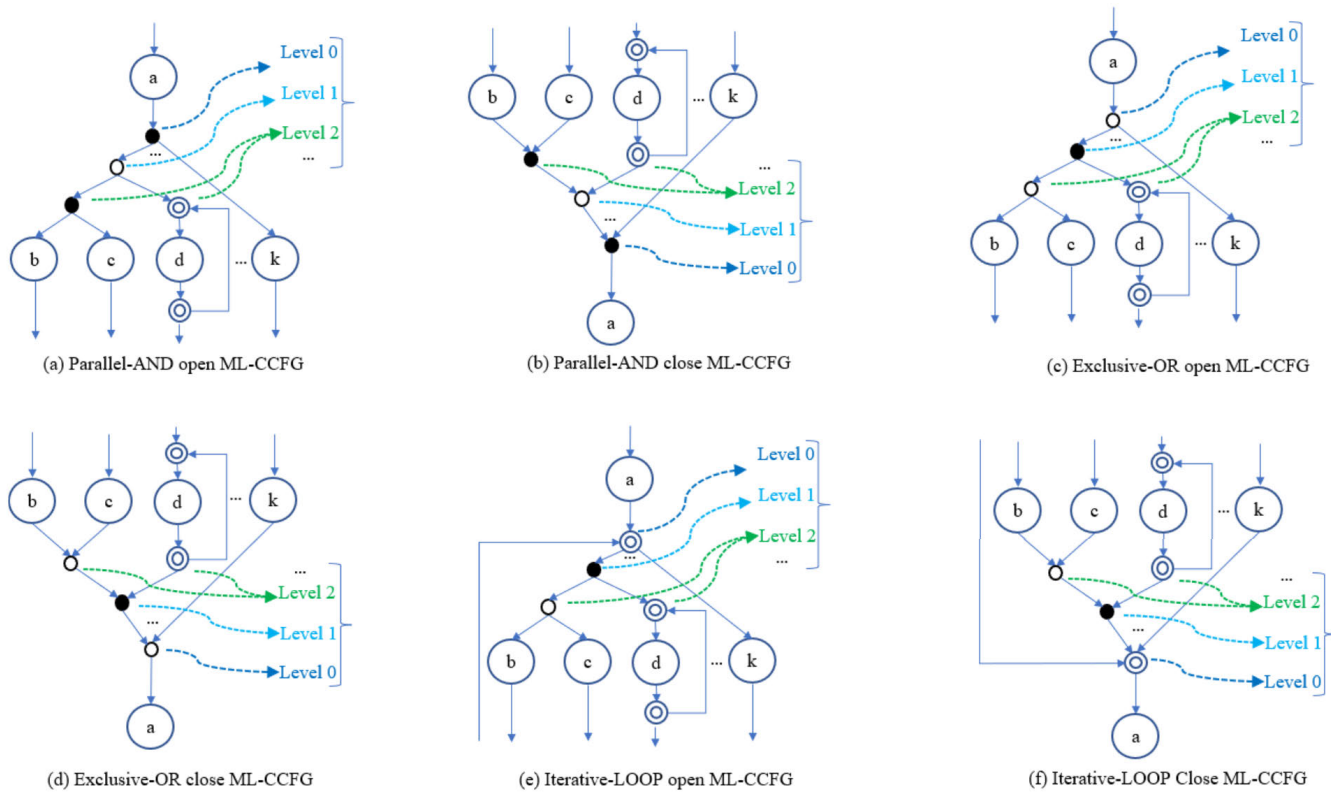 Level 0
a
Level 1
Level 2
...
...
b
c
d
...
k
(a) Parallel-AND open ML-CCFG
b
c
d
...
k
...
Level 2
...
Level 1
Level 0
a
(b) Parallel-AND close ML-CCFG
Level 0
a
Level 1
Level 2
...
...
b
c
d
...
k
(c) Exclusive-OR open ML-CCFG
b
c
d
...
k
...
Level 2
...
Level 1
Level 0
a
(d) Exclusive-OR close ML-CCFG
Level 0
a
Level 1
Level 2
...
...
b
c
d
...
k
(e) Iterative-LOOP open ML-CCFG
b
c
d
...
k
...
Level 2
...
Level 1
Level 0
a
(f) Iterative-LOOP Close ML-CCFG